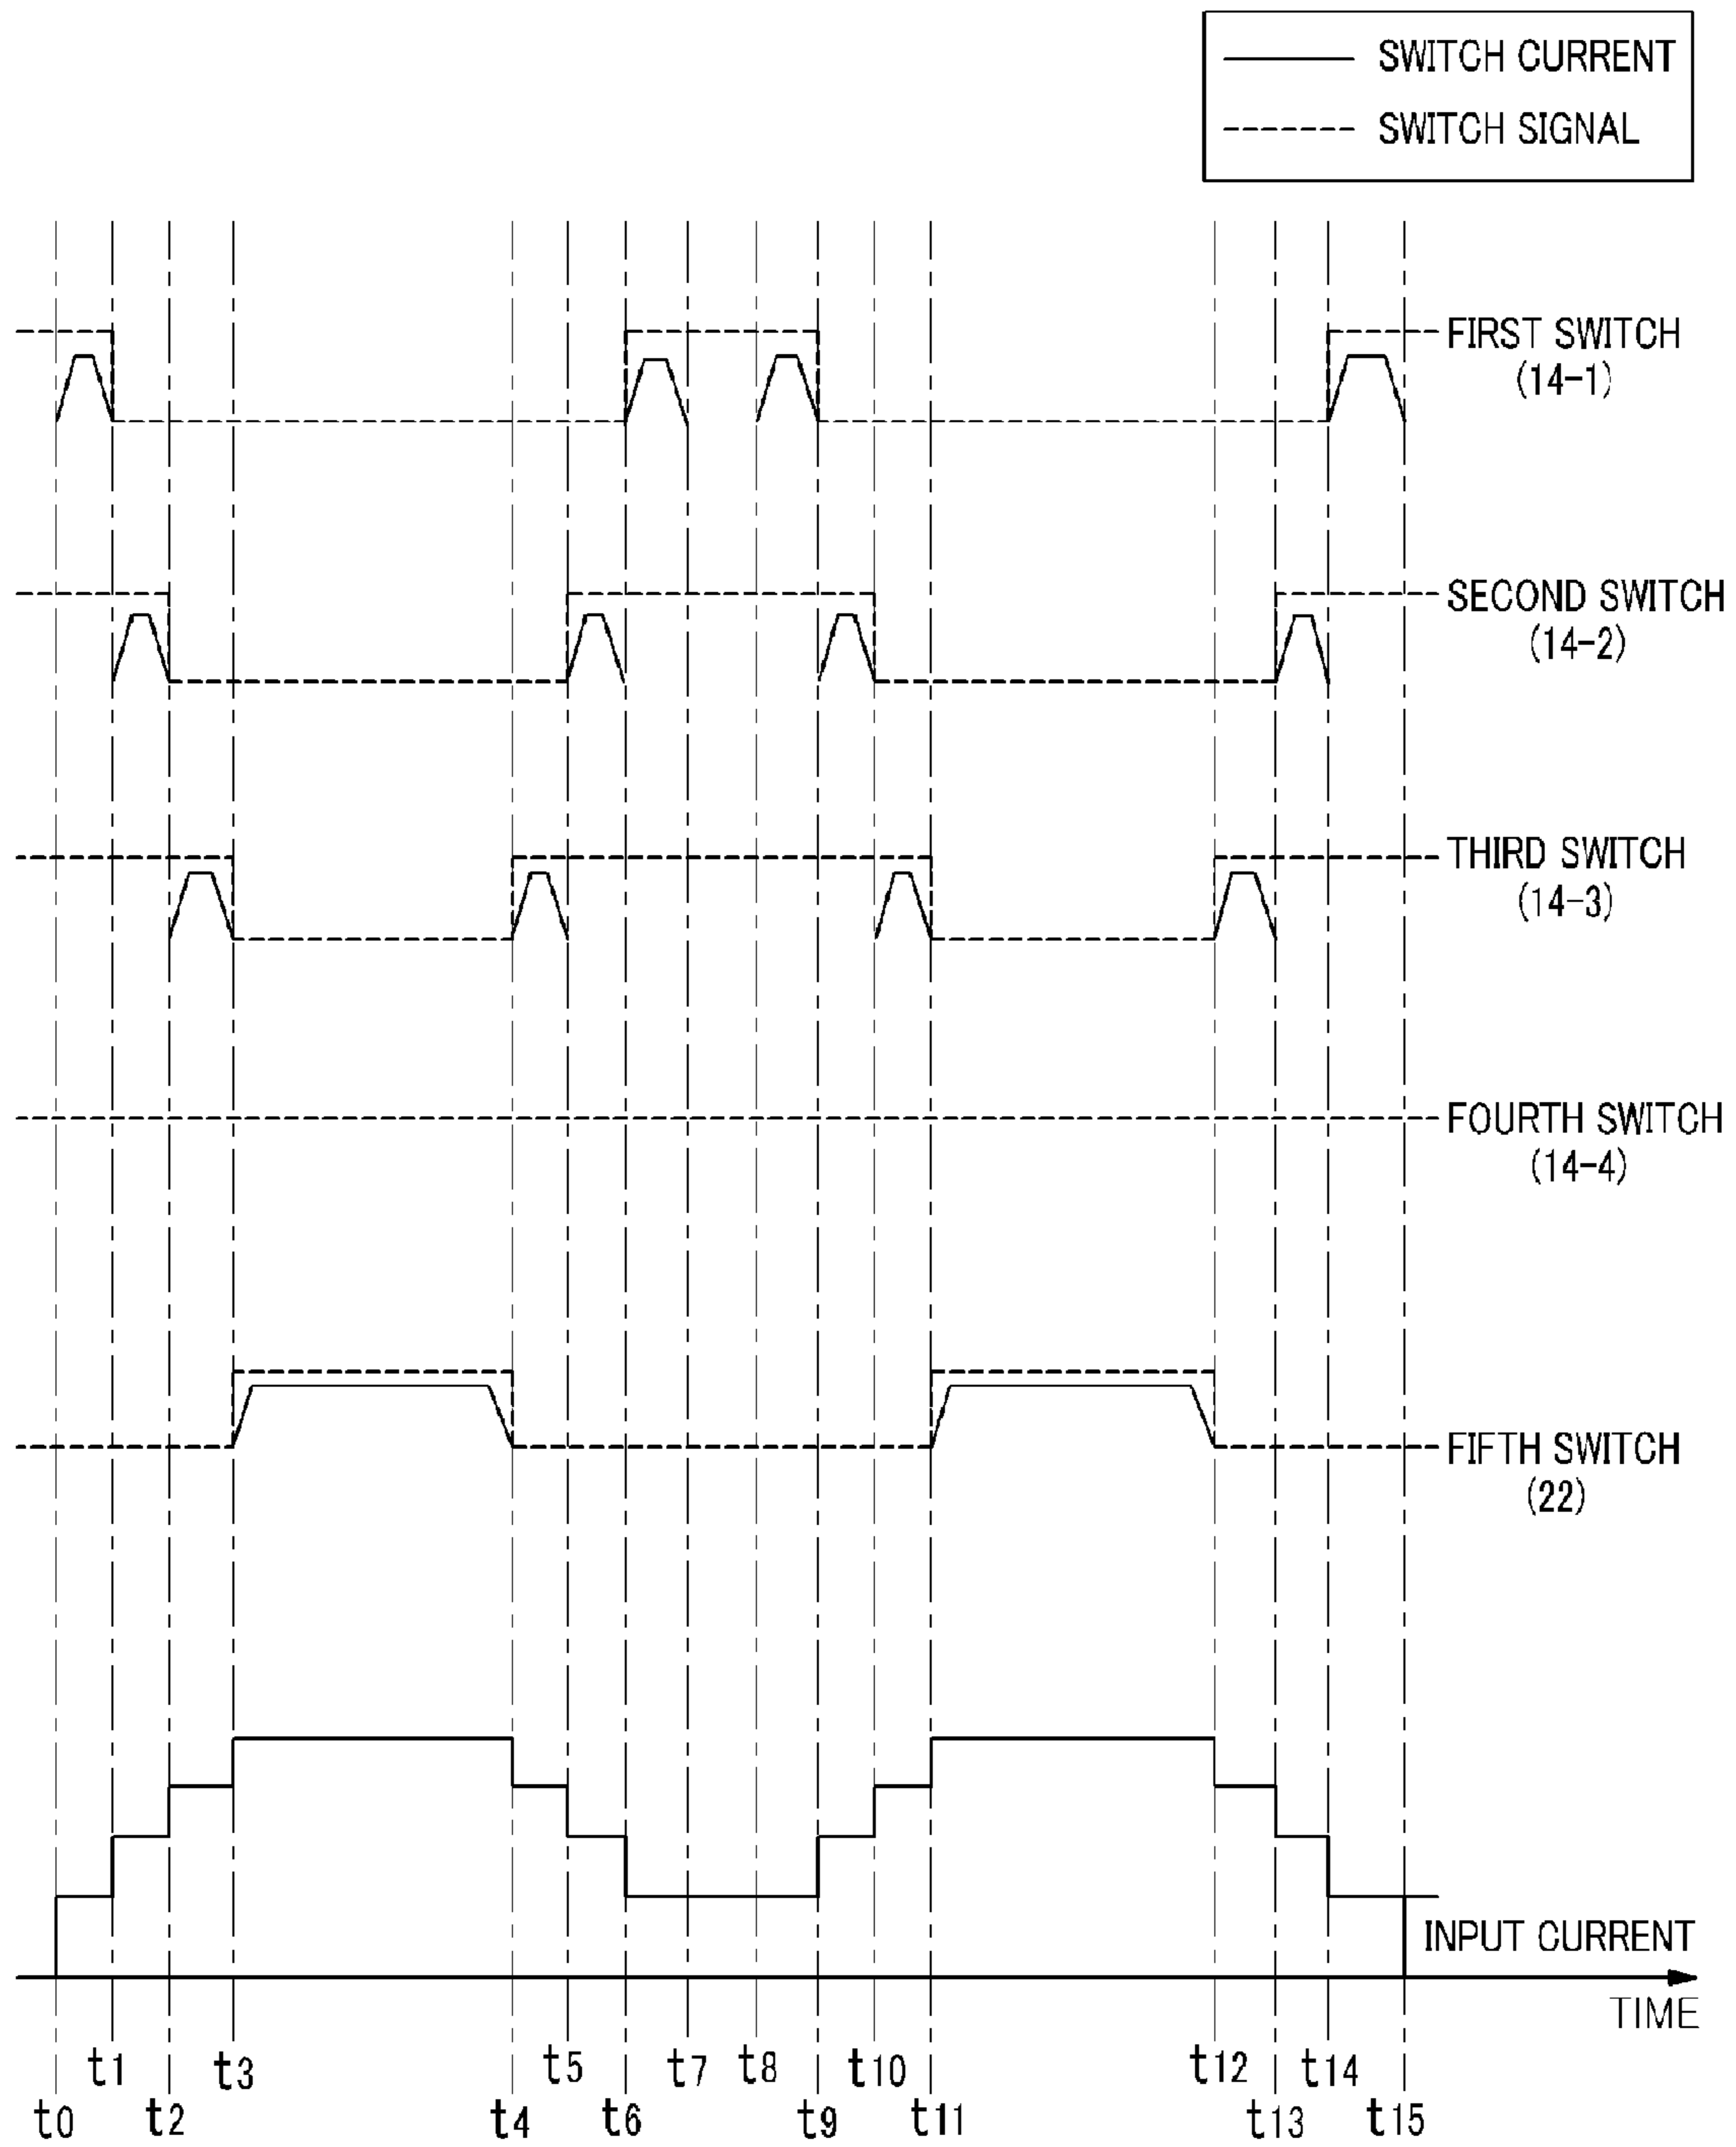 SWITCH CURRENT
SWITCH SIGNAL
FIRST SWITCH
(14-1)
SECOND SWITCH
(14-2)
THIRD SWITCH
(14-3)
FOURTH SWITCH
(14-4)
FIFTH SWITCH
(22)
INPUT CURRENT
TIME
t1 t3 t5 t7 t8 t10 t12 t14
t0 t2 t4 t6 t9 t11 t13 t15